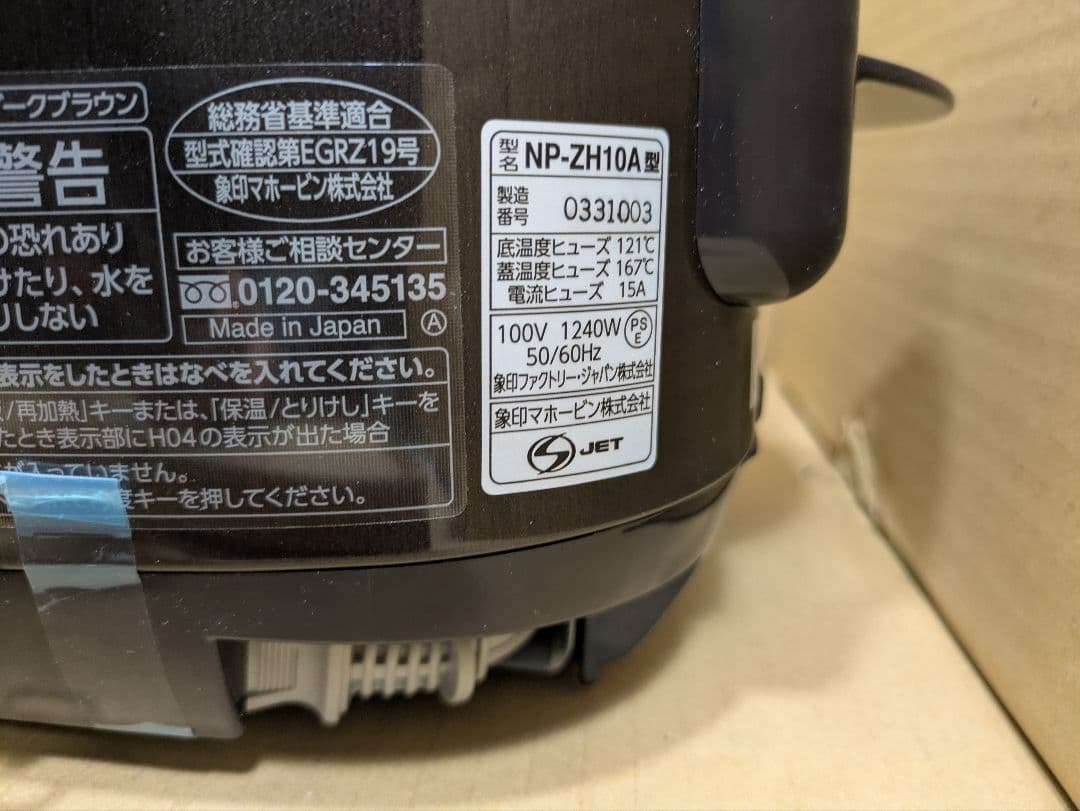 ークブラウン
警告
の恐れあり
けたり、水を
りしない
総務省基準適合
型式確認第EGRZ19号
象印マホービン株式会社
お客様ご相談センター
0120-345135
Made in Japan Ⓐ
表示をしたときはなべを入れてください。
/再加熱」キーまたは、「保温/とりけし」キーを
たとき表示部にH04の表示が出た場合
が入っていません。
度キーを押してください。
型名 NP-ZH10A型
製造番号 0331003
底温度ヒューズ 121℃
蓋温度ヒューズ 167℃
電流ヒューズ 15A
100V 1240W PSE
50/60Hz
象印ファクトリー・ジャパン株式会社
象印マホービン株式会社
S JET